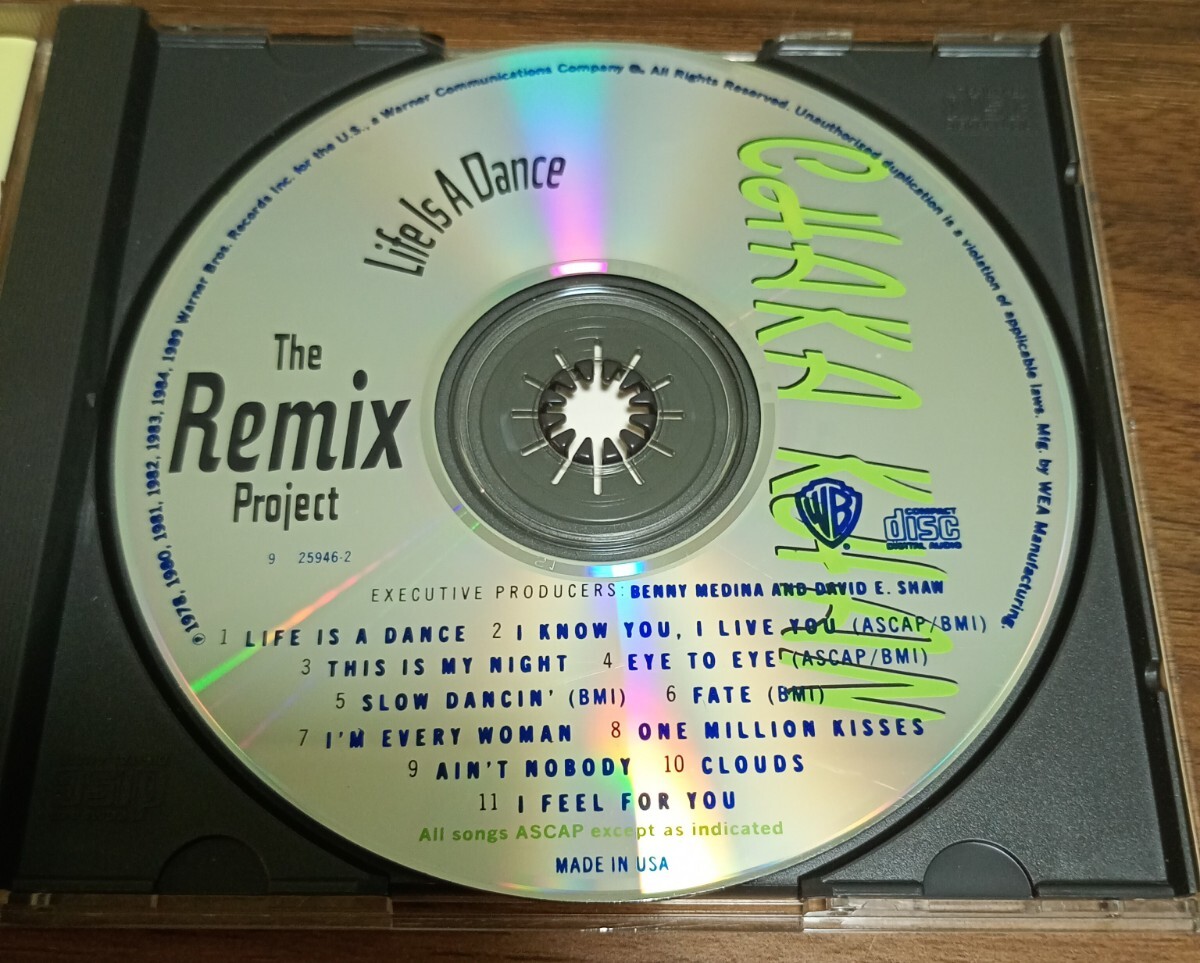 ℗ 1978, 1980, 1981, 1982, 1983, 1984, 1989 Warner Bros. Records Inc. for the U.S., a Warner Communications Company ℗. All Rights Reserved. Unauthorized duplication is a violation of applicable laws. Mfg. by WEA Manufacturing.
Life Is A Dance
The
Remix
Project
CHAKA KHAN
WB
COMPACT
disc
DIGITAL AUDIO
9 25946-2
EXECUTIVE PRODUCERS: BENNY MEDINA AND DAVID E. SHAW
1 LIFE IS A DANCE 2 I KNOW YOU, I LIVE YOU (ASCAP/BMI)
3 THIS IS MY NIGHT 4 EYE TO EYE (ASCAP/BMI)
5 SLOW DANCIN' (BMI) 6 FATE (BMI)
7 I'M EVERY WOMAN 8 ONE MILLION KISSES
9 AIN'T NOBODY 10 CLOUDS
11 I FEEL FOR YOU
All songs ASCAP except as indicated
MADE IN USA